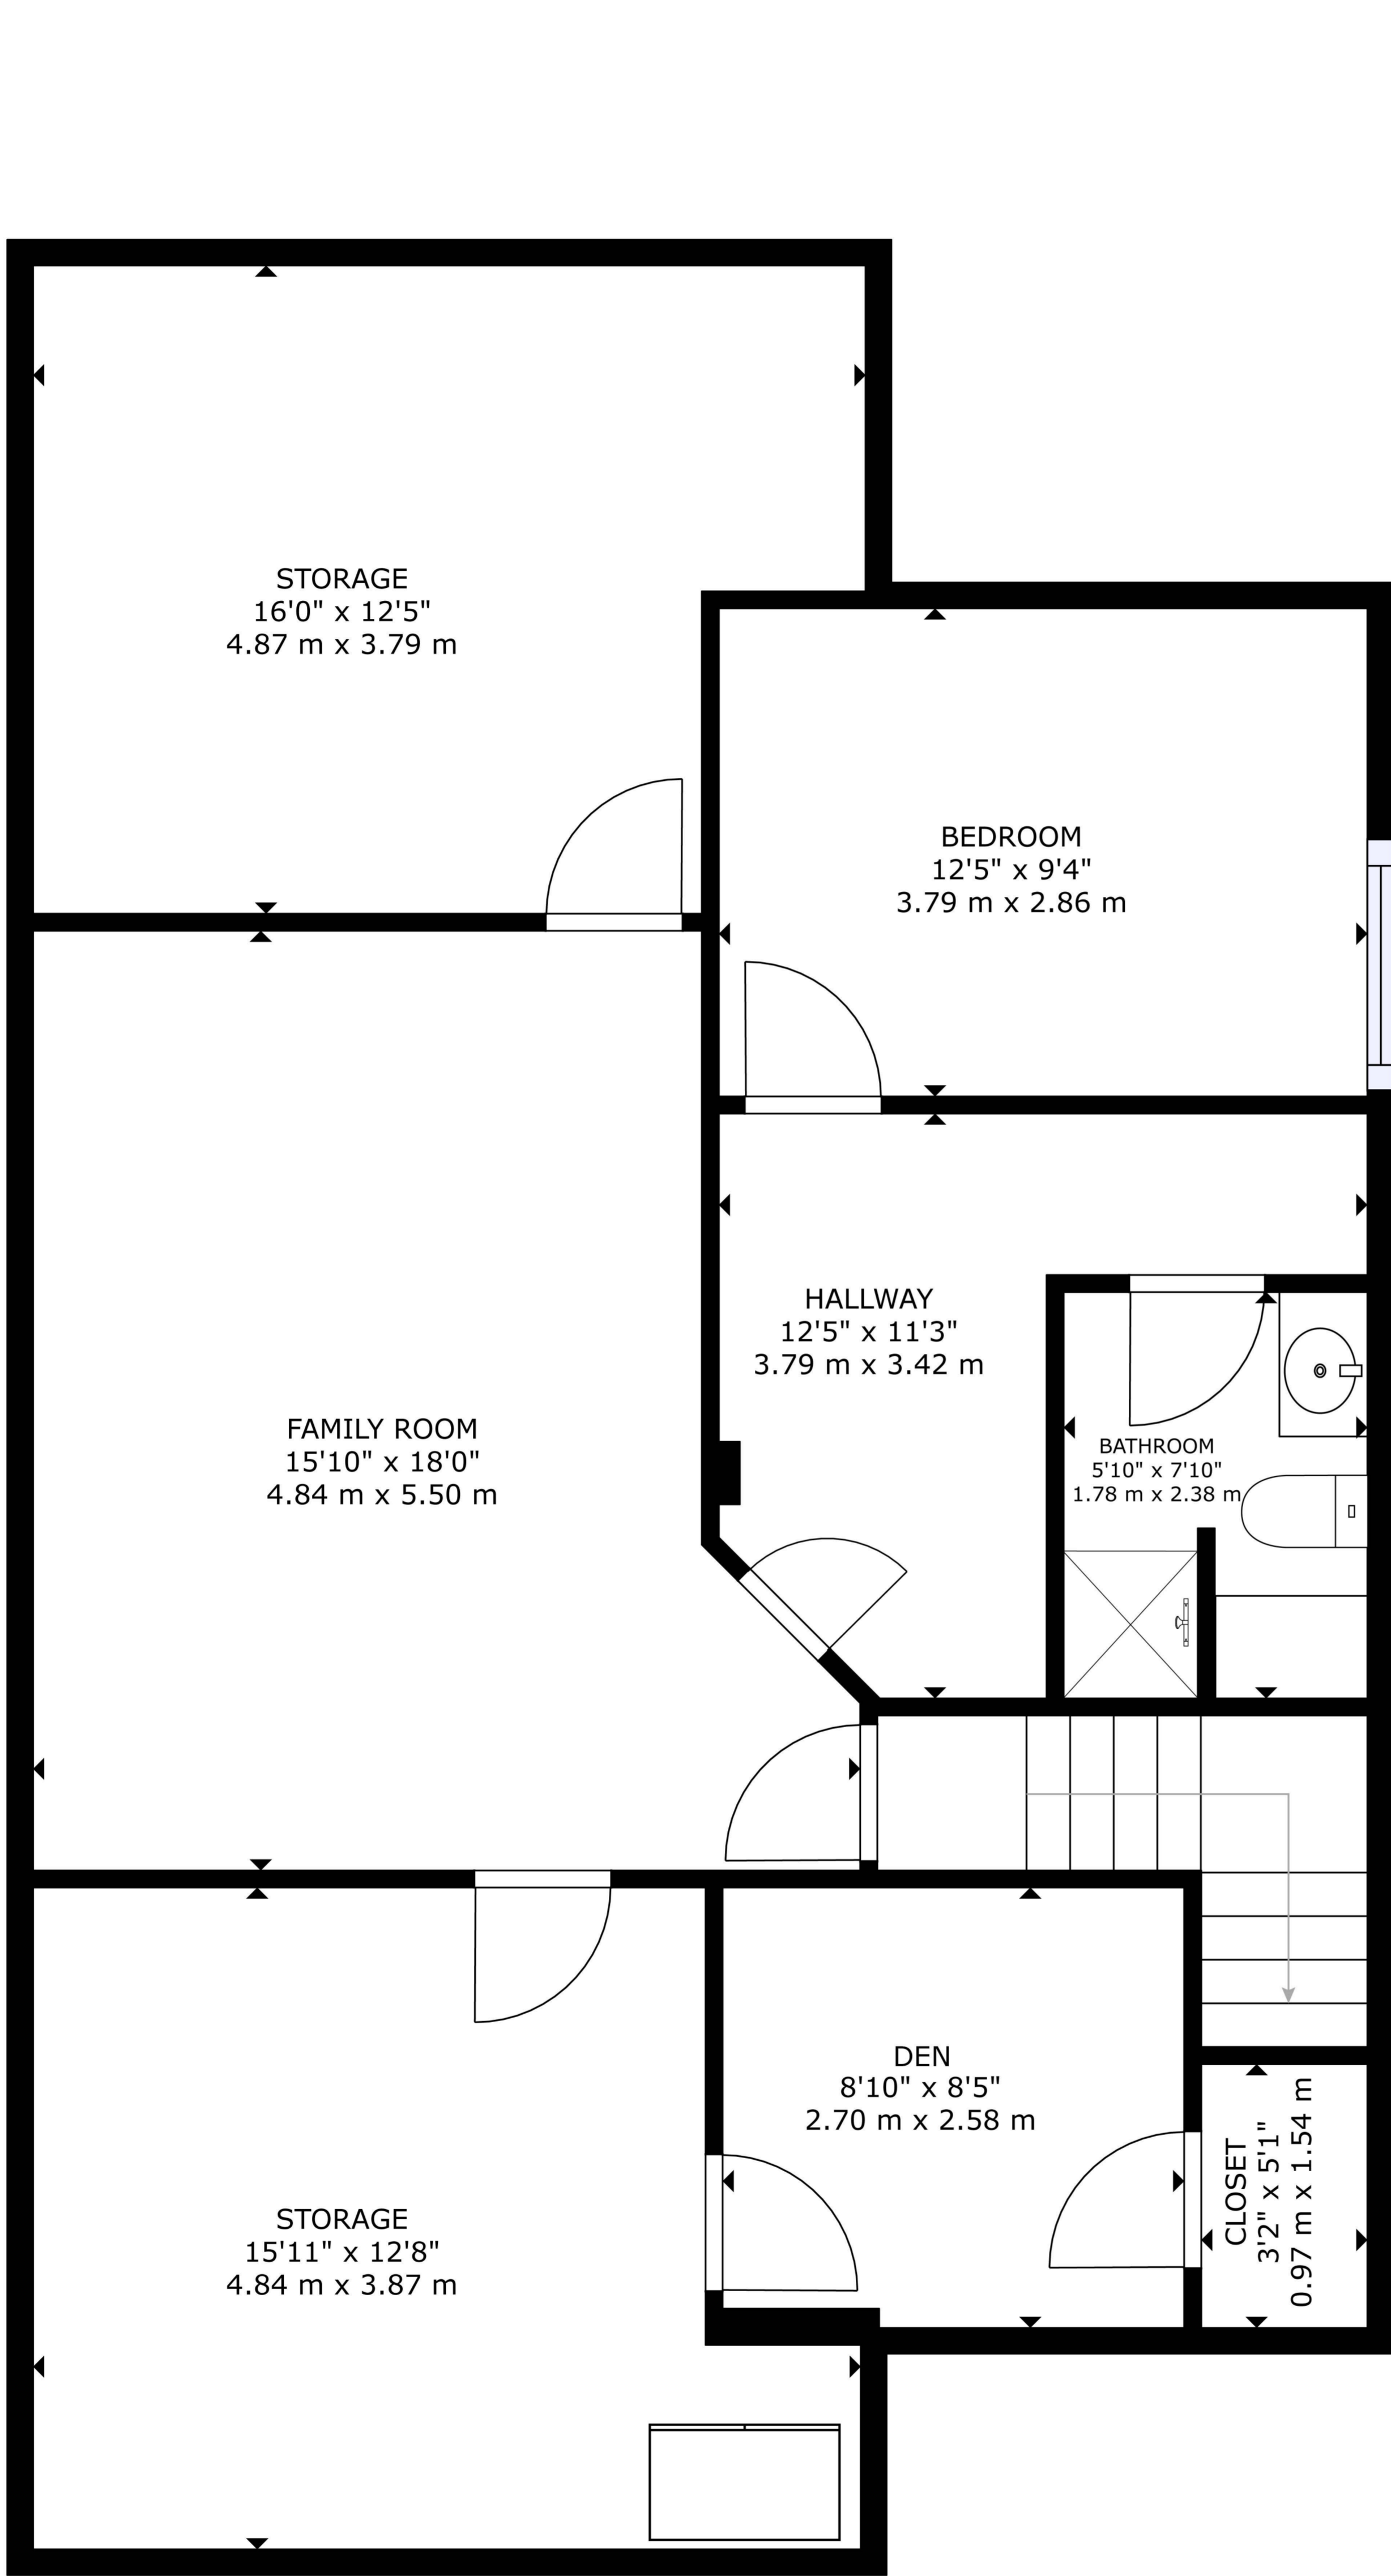 STORAGE
16'0" x 12'5"
4.87 m x 3.79 m
BEDROOM
12'5" x 9'4"
3.79 m x 2.86 m
HALLWAY
12'5" x 11'3"
3.79 m x 3.42 m
FAMILY ROOM
15'10" x 18'0"
4.84 m x 5.50 m
BATHROOM
5'10" x 7'10"
1.78 m x 2.38 m
DEN
8'10" x 8'5"
2.70 m x 2.58 m
CLOSET
3'2" x 5'1"
0.97 m x 1.54 m
STORAGE
15'11" x 12'8"
4.84 m x 3.87 m